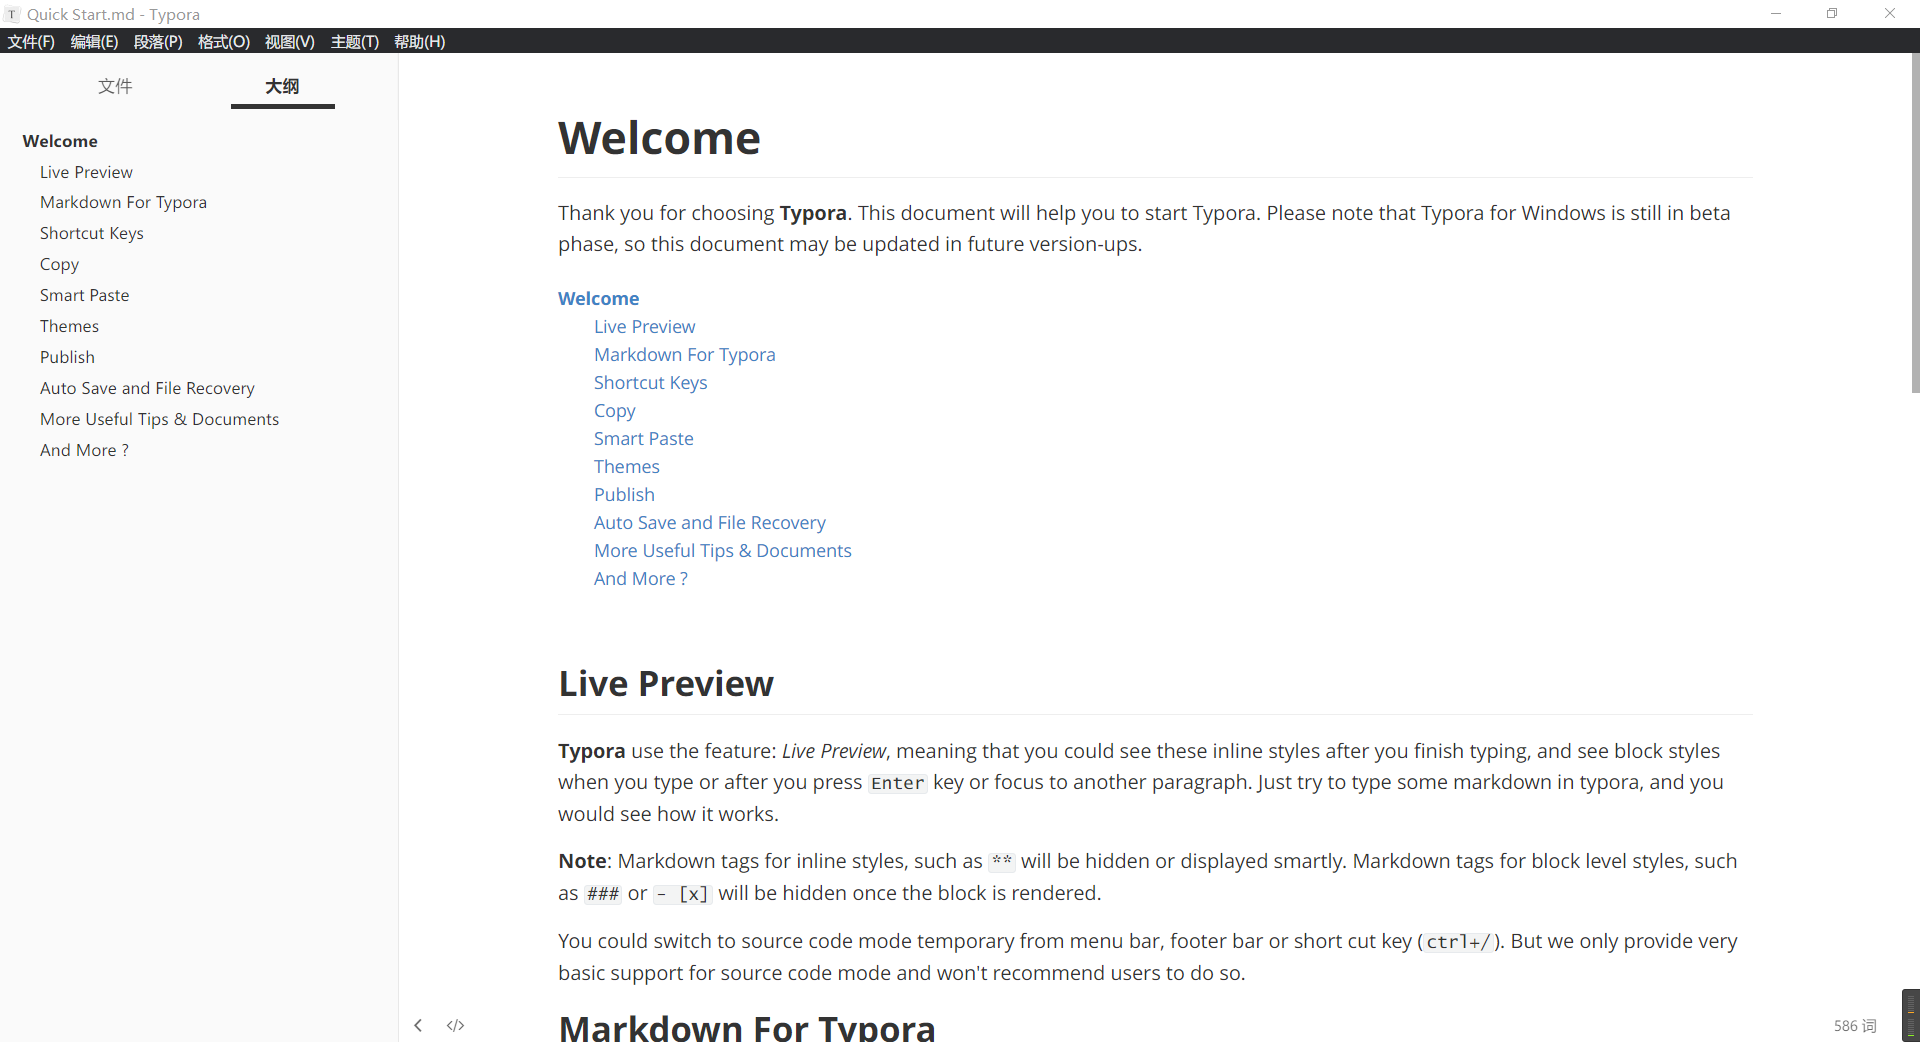 Quick Start.md - Typora
文件(F) 编辑(E) 段落(P) 格式(O) 视图(V) 主题(T) 帮助(H)
文件 大纲
Welcome
Live Preview
Markdown For Typora
Shortcut Keys
Copy
Smart Paste
Themes
Publish
Auto Save and File Recovery
More Useful Tips & Documents
And More ?
Welcome
Thank you for choosing Typora. This document will help you to start Typora. Please note that Typora for Windows is still in beta
phase, so this document may be updated in future version-ups.
Welcome
Live Preview
Markdown For Typora
Shortcut Keys
Copy
Smart Paste
Themes
Publish
Auto Save and File Recovery
More Useful Tips & Documents
And More ?
Live Preview
Typora use the feature: Live Preview, meaning that you could see these inline styles after you finish typing, and see block styles
when you type or after you press Enter key or focus to another paragraph. Just try to type some markdown in typora, and you
would see how it works.
Note: Markdown tags for inline styles, such as ** will be hidden or displayed smartly. Markdown tags for block level styles, such
as ### or - [x] will be hidden once the block is rendered.
You could switch to source code mode temporary from menu bar, footer bar or short cut key (ctrl+/). But we only provide very
basic support for source code mode and won't recommend users to do so.
Markdown For Typora
586 词